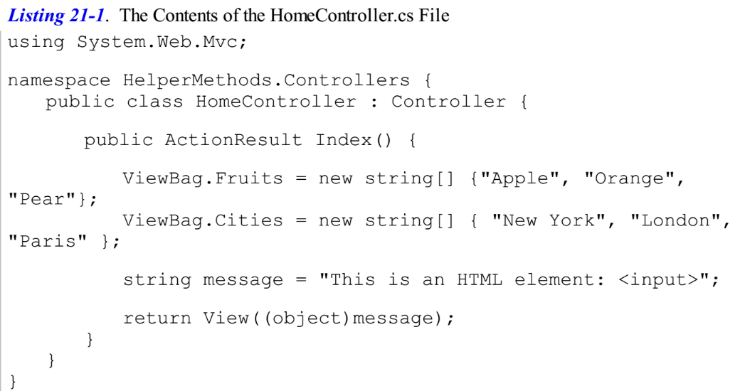 Listing 21-1. The Contents of the HomeController.cs File
using System.Web.Mvc;
namespace HelperMethods.Controllers {
public class HomeController : Controller {
public ActionResult Index() {
ViewBag.Fruits = new string[] {"Apple", "Orange",
"Pear"};
ViewBag.Cities = new string[] { "New York", "London",
"Paris" };
string message = "This is an HTML element: <input>";
return View((object)message);
}
}
}